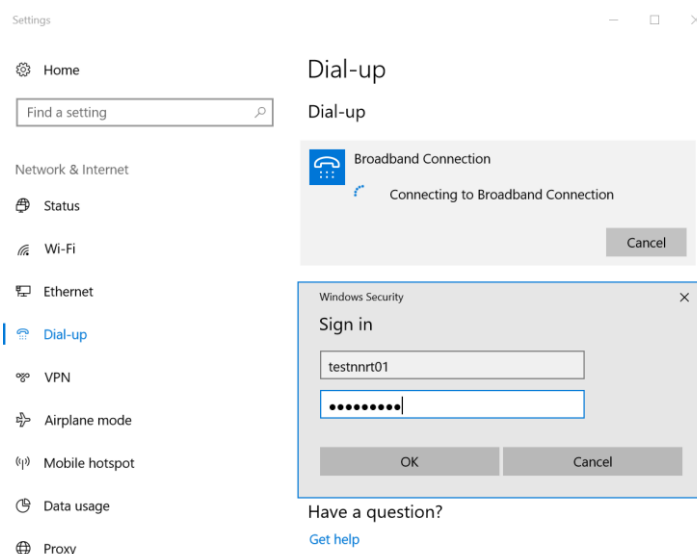 Settings
Home
Find a setting
Network & Internet
Status
Wi-Fi
Ethernet
Dial-up
VPN
Airplane mode
Mobile hotspot
Data usage
Proxy
Dial-up
Dial-up
Broadband Connection
Connecting to Broadband Connection
Cancel
Windows Security
Sign in
testnnrt01
•••••••••
OK
Cancel
Have a question?
Get help